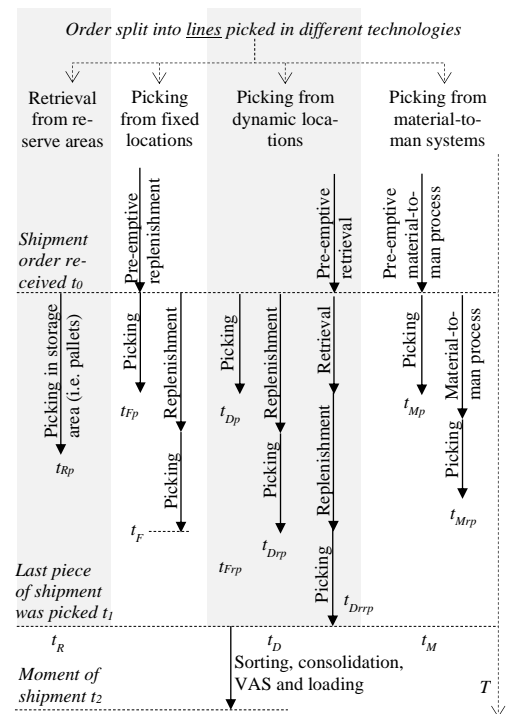 Order split into lines picked in different technologies
Retrieval
from re-
serve areas
Picking
from fixed
locations
Picking from
dynamic loca-
tions
Picking from
material-to-
man systems
Pre-emptive
replenishment
Pre-emptive
retrieval
Pre-emptive
material-to-
man process
Shipment
order re-
ceived t0
Picking in storage
area (i.e. pallets)
Picking
Replenishment
Picking
Replenishment
Retrieval
Picking
Material-to-
man process
tFp
tDp
tMp
tRp
Picking
Picking
Replenishment
Picking
tF
tFrp
tDrp
tMrp
Picking
tDrrp
Last piece
of shipment
was picked t1
tR
tD
tM
Sorting, consolidation,
VAS and loading
Moment of
shipment t2
T